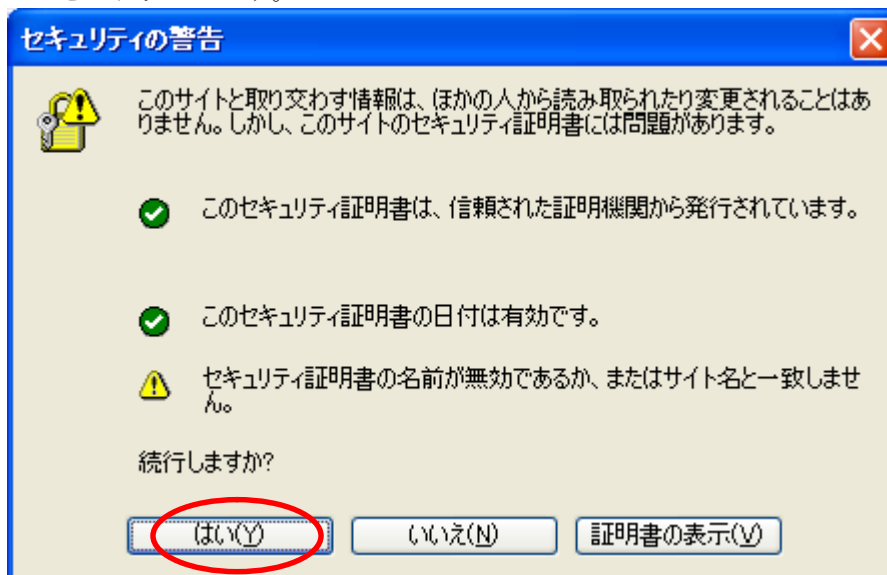 セキュリティの警告
このサイトと取り交わす情報は、ほかの人から読み取られたり変更されることはあ
りません。しかし、このサイトのセキュリティ証明書には問題があります。
このセキュリティ証明書は、信頼された証明機関から発行されています。
このセキュリティ証明書の日付は有効です。
セキュリティ証明書の名前が無効であるか、またはサイト名と一致しませ
ん。
続行しますか?
はい(Y) いいえ(N) 証明書の表示(V)